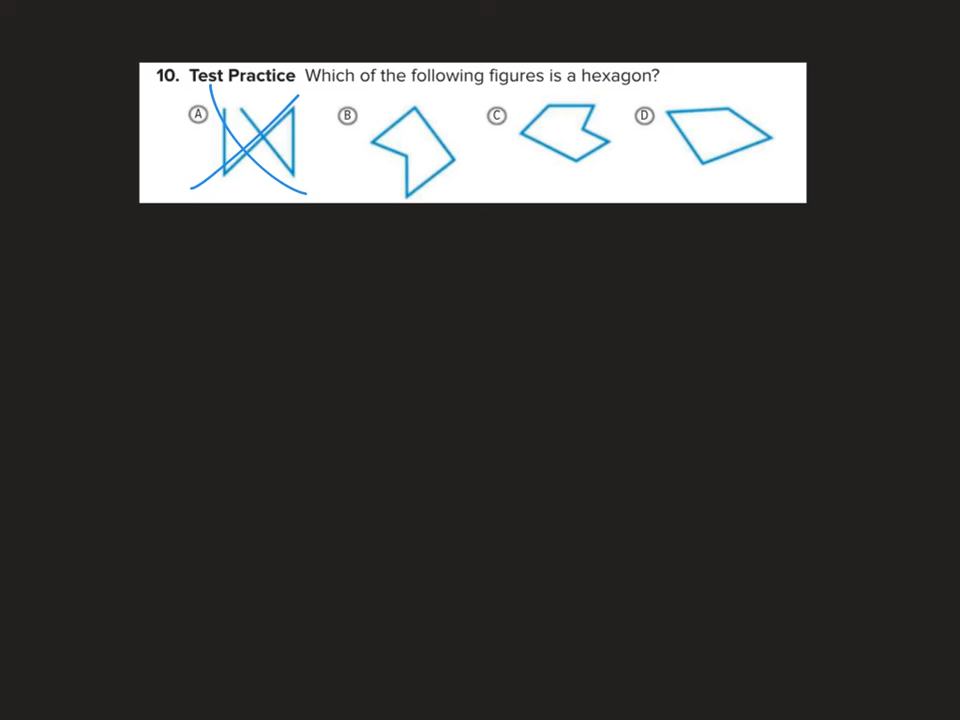 10. Test Practice Which of the following figures is a hexagon?
A B C D